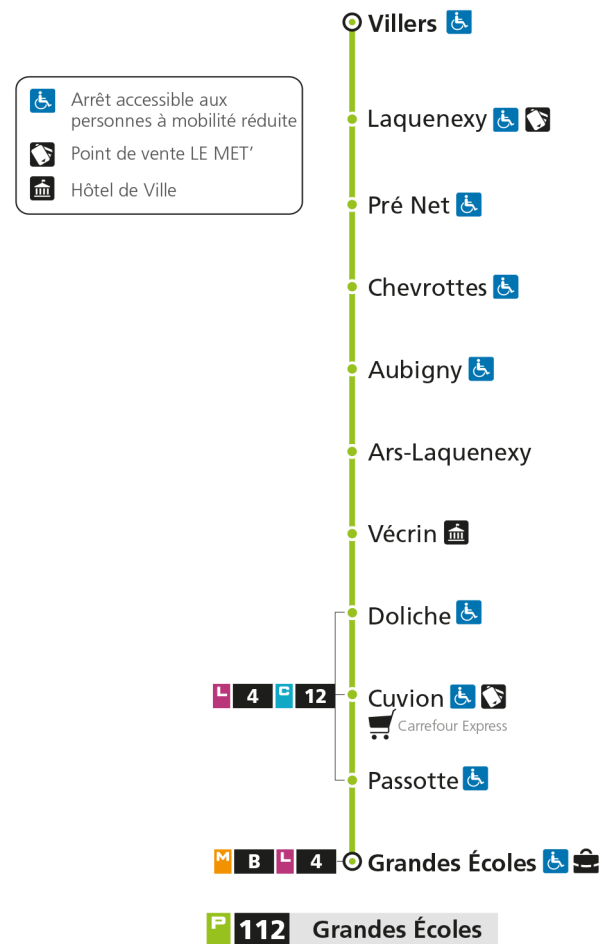 Villers
Arrêt accessible aux
personnes à mobilité réduite
Point de vente LE MET'
Hôtel de Ville
Laquenexy
Pré Net
Chevrottes
Aubigny
Ars-Laquenexy
Vécrin
Doliche
L 4 C 12 Cuvion
Carrefour Express
Passotte
M B L 4 Grandes Écoles
P 112 Grandes Écoles